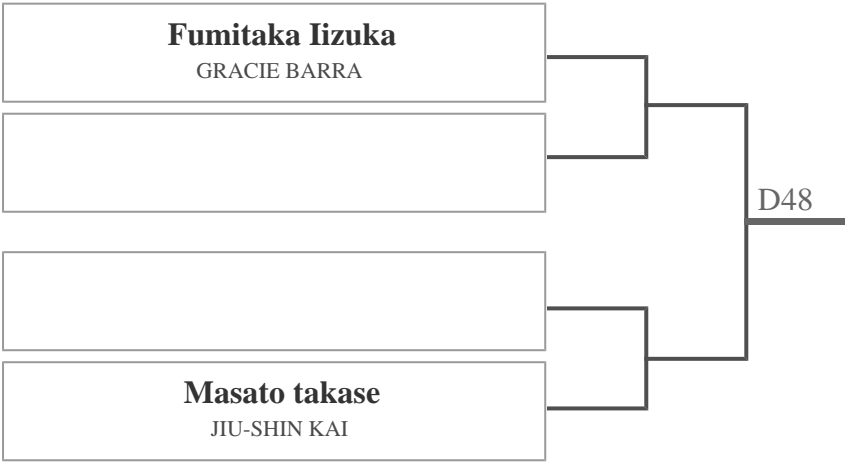 Fumitaka Iizuka
GRACIE BARRA
D48
Masato takase
JIU-SHIN KAI